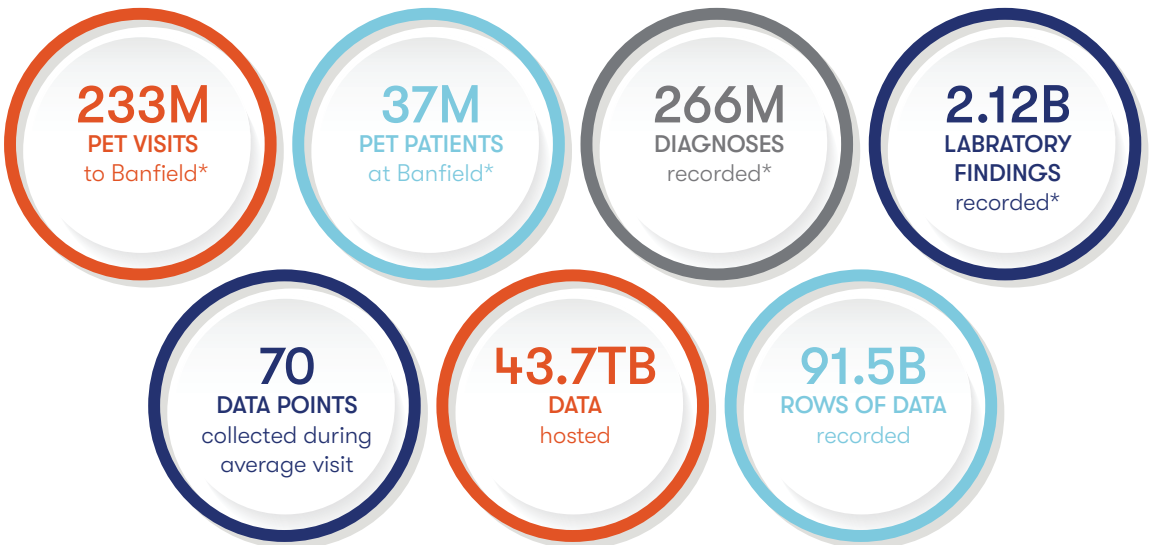 233M
PET VISITS
to Banfield*
37M
PET PATIENTS
at Banfield*
266M
DIAGNOSES
recorded*
2.12B
LABRATORY
FINDINGS
recorded*
70
DATA POINTS
collected during
average visit
43.7TB
DATA
hosted
91.5B
ROWS OF DATA
recorded